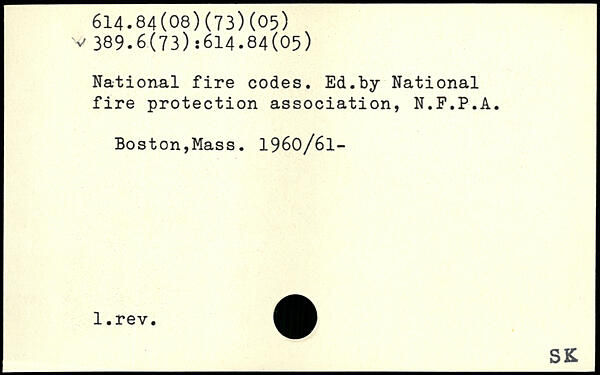 614.84(08)(73)(05)
✓ 389.6(73):614.84(05)
National fire codes. Ed.by National
fire protection association, N.F.P.A.
Boston,Mass. 1960/61-
1.rev.
SK